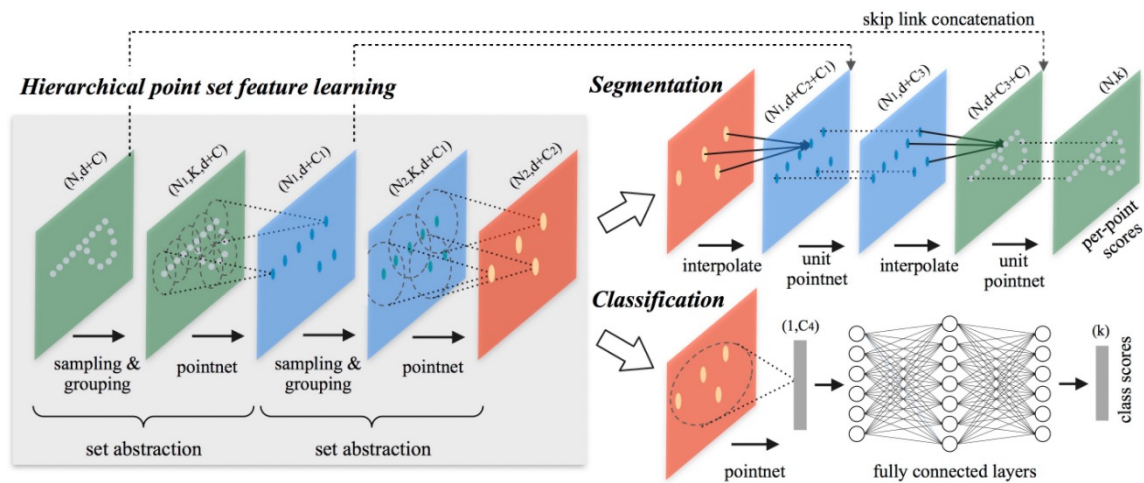 skip link concatenation
Hierarchical point set feature learning
(N,d+C)
(N1,K,d+C)
(N1,d+C1)
(N2,K,d+C1)
(N2,d+C2)
sampling &
grouping
pointnet
sampling &
grouping
pointnet
set abstraction
set abstraction
Segmentation
(N1,d+C2+C1)
(N1,d+C3)
(N,d+C3+C)
(N,k)
per-point
scores
interpolate
unit
pointnet
interpolate
unit
pointnet
Classification
(1,C4)
(k)
class scores
pointnet
fully connected layers